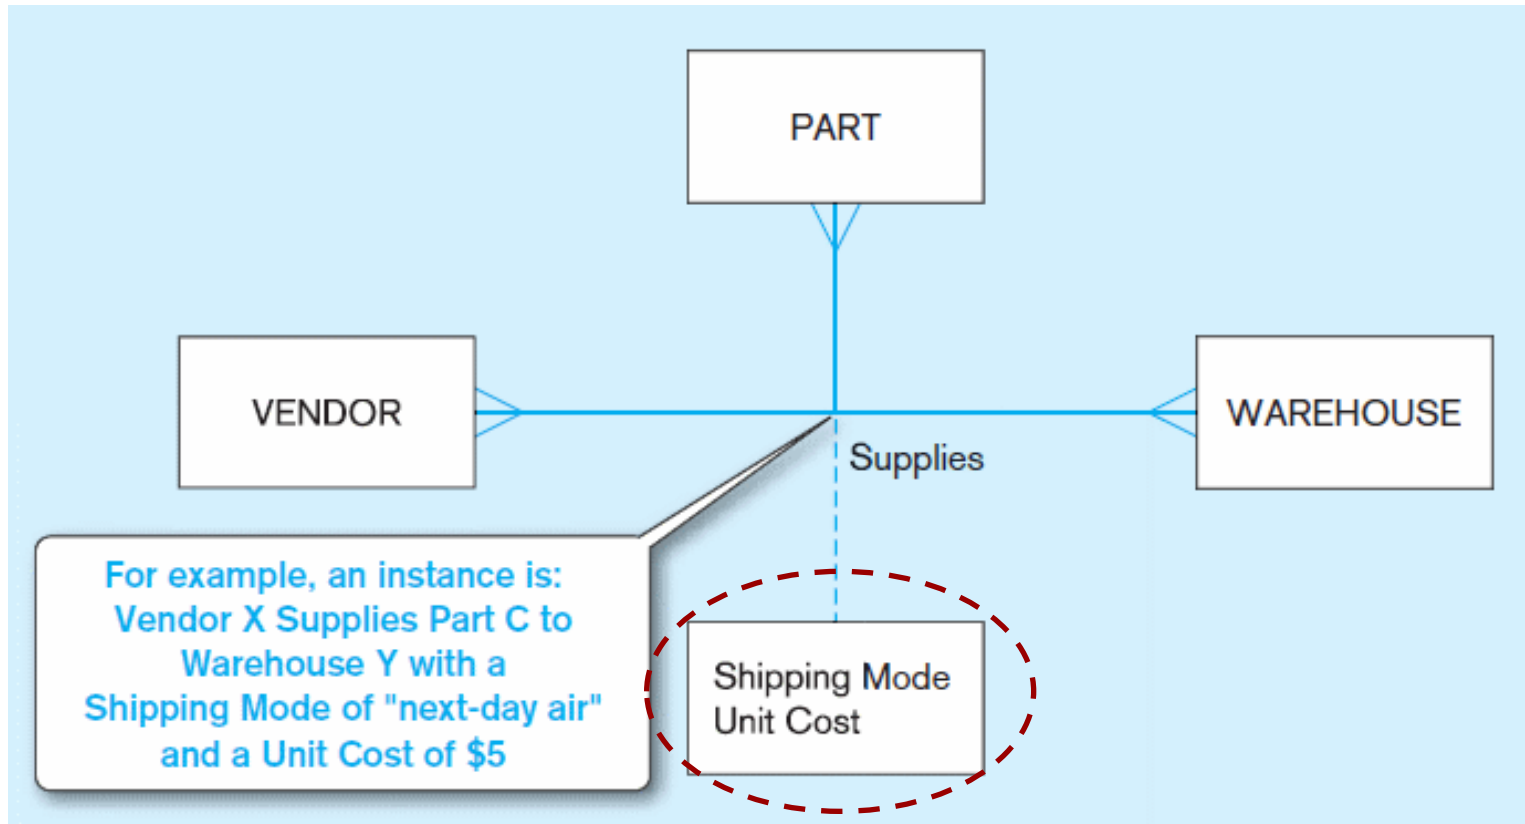 PART
VENDOR
WAREHOUSE
Supplies
For example, an instance is:
Vendor X Supplies Part C to
Warehouse Y with a
Shipping Mode of "next-day air"
and a Unit Cost of $5
Shipping Mode
Unit Cost